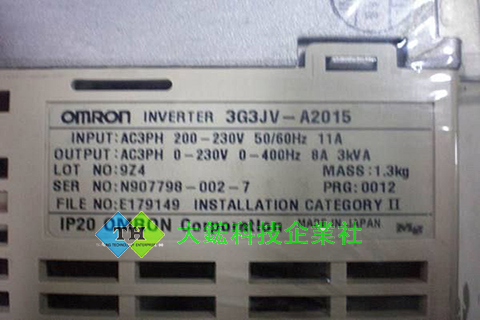 OMRON INVERTER 3G3JV-A2015
INPUT:AC3PH 200-230V 50/60Hz 11A
OUTPUT:AC3PH 0-230V 0-400Hz 8A 3kVA
LOT NO:9Z4 MASS:1.3kg
SER NO:N907798-002-7 PRG:0012
FILE NO:E179149 INSTALLATION CATEGORY II
IP20 OMRON Corporation MADE IN JAPAN
TH 大鋐科技企業社